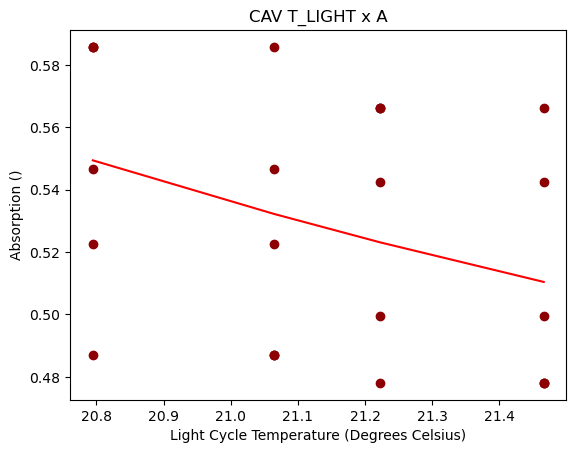 CAV T_LIGHT x A
Absorption ()
0.58
0.56
0.54
0.52
0.50
0.48
20.8 20.9 21.0 21.1 21.2 21.3 21.4
Light Cycle Temperature (Degrees Celsius)